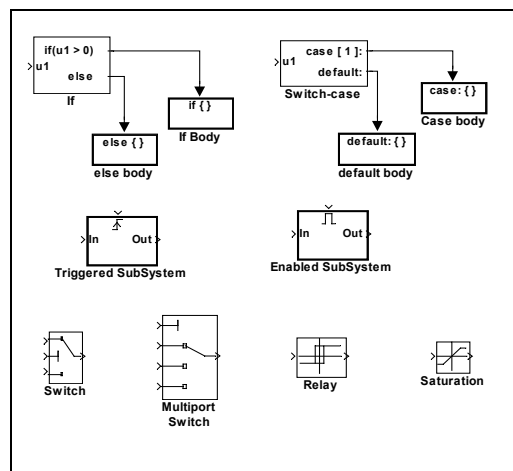 if(u1 > 0)
u1
else
If
if { }
If Body
else { }
else body
case [ 1 ]:
u1
default:
Switch-case
case: { }
Case body
default: { }
default body
In Out
Triggered SubSystem
In Out
Enabled SubSystem
Switch
Multiport
Switch
Relay
Saturation